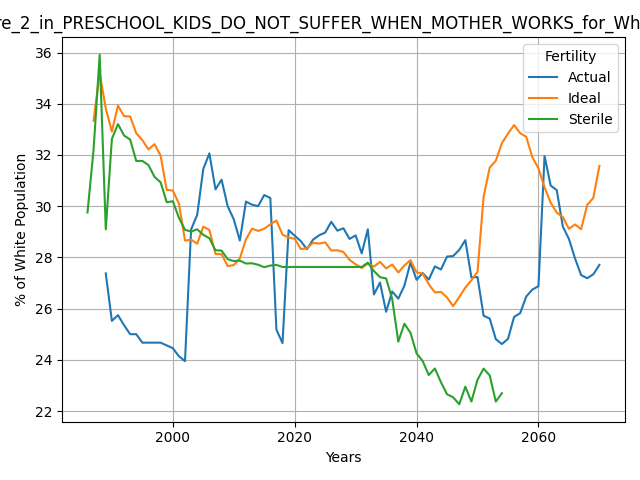 re_2_in_PRESCHOOL_KIDS_DO_NOT_SUFFER_WHEN_MOTHER_WORKS_for_Wh
Fertility
Actual
Ideal
Sterile
% of White Population
36
34
32
30
28
26
24
22
2000
2020
2040
2060
Years